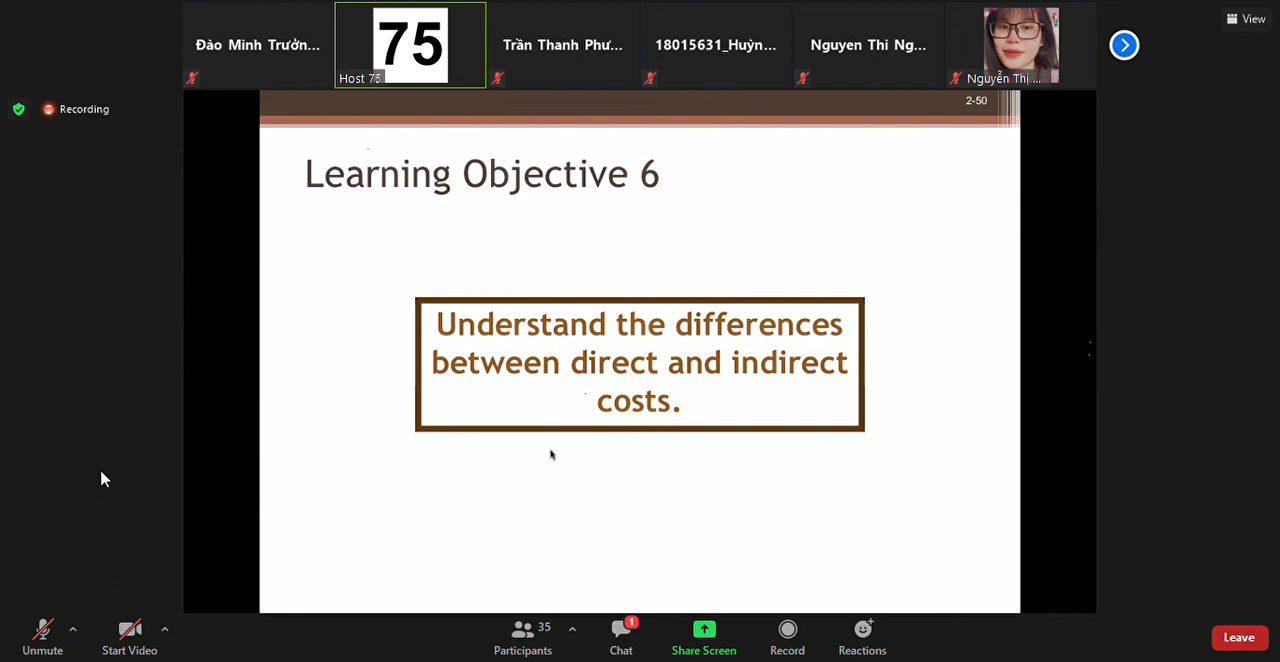 View
Đào Minh Trưởn...
75
Host 75
Trần Thanh Phư...
18015631_Huỳn...
Nguyen Thi Ng...
Nguyễn Thị ...
Recording
2-50
Learning Objective 6
Understand the differences
between direct and indirect
costs.
Unmute
Start Video
35
Participants
1
Chat
Share Screen
Record
Reactions
Leave